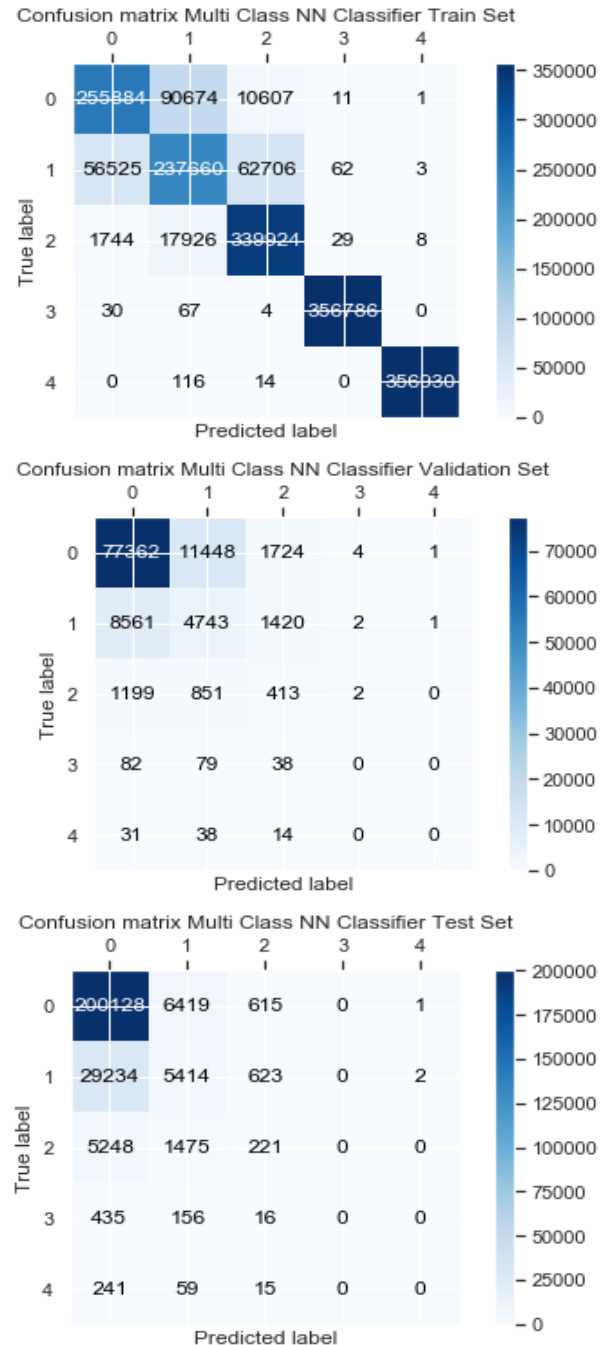 Confusion matrix Multi Class NN Classifier Train Set
0 1 2 3 4
0 255884 90674 10607 11 1
1 56525 237660 62706 62 3
2 1744 17926 339924 29 8
3 30 67 4 356786 0
4 0 116 14 0 356930
True label
Predicted label
350000
300000
250000
200000
150000
100000
50000
0
Confusion matrix Multi Class NN Classifier Validation Set
0 1 2 3 4
0 77362 11448 1724 4 1
1 8561 4743 1420 2 1
2 1199 851 413 2 0
3 82 79 38 0 0
4 31 38 14 0 0
True label
Predicted label
70000
60000
50000
40000
30000
20000
10000
0
Confusion matrix Multi Class NN Classifier Test Set
0 1 2 3 4
0 200128 6419 615 0 1
1 29234 5414 623 0 2
2 5248 1475 221 0 0
3 435 156 16 0 0
4 241 59 15 0 0
True label
Predicted label
200000
175000
150000
125000
100000
75000
50000
25000
0